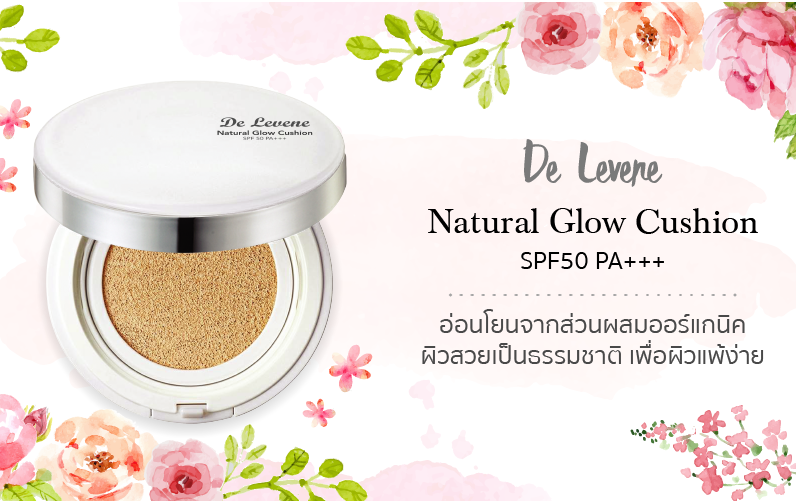 De Levene
Natural Glow Cushion
SPF 50 PA+++
De Levene
Natural Glow Cushion
SPF50 PA+++
อ่อนโยนจากส่วนผสมออร์แกนิค
ผิวสวยเป็นธรรมชาติ เพื่อผิวแพ้ง่าย